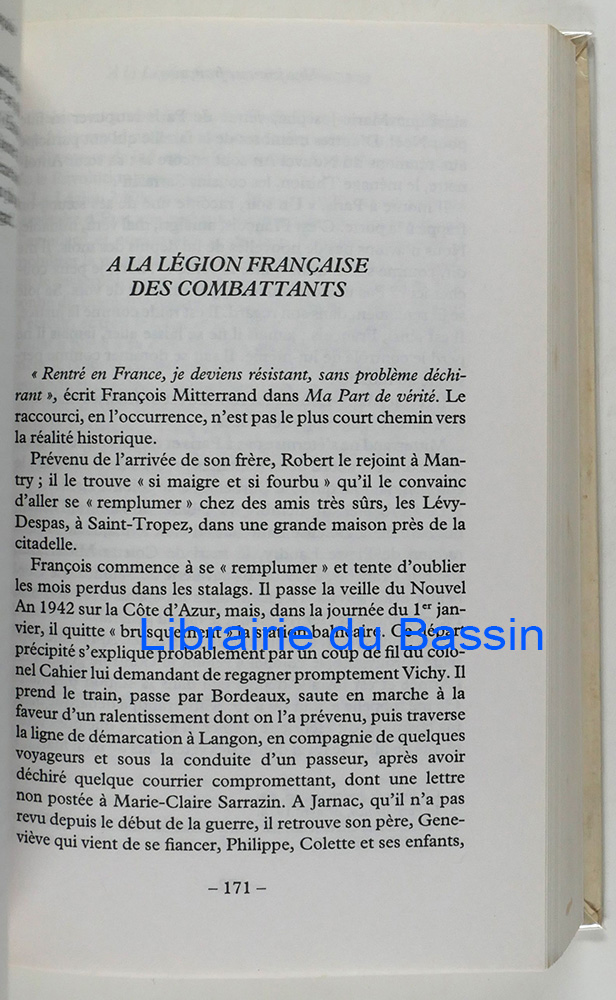 A LA LÉGION FRANÇAISE
DES COMBATTANTS
« Rentré en France, je deviens résistant, sans problème déchi-
rant », écrit François Mitterrand dans Ma Part de vérité. Le
raccourci, en l'occurrence, n'est pas le plus court chemin vers
la réalité historique.
Prévenu de l'arrivée de son frère, Robert le rejoint à Man-
try ; il le trouve « si maigre et si fourbu » qu'il le convainc
d'aller se « remplumer » chez des amis très sûrs, les Lévy-
Despas, à Saint-Tropez, dans une grande maison près de la
citadelle.
François commence à se « remplumer » et tente d'oublier
les mois perdus dans les stalags. Il passe la veille du Nouvel
An 1942 sur la Côte d'Azur, mais, dans la journée du 1er jan-
vier, il quitte « brusquement » la station balnéaire. Ce départ
précipité s'explique probablement par un coup de fil du colo-
nel Cahier lui demandant de regagner promptement Vichy. Il
prend le train, passe par Bordeaux, saute en marche à la
faveur d'un ralentissement dont on l'a prévenu, puis traverse
la ligne de démarcation à Langon, en compagnie de quelques
voyageurs et sous la conduite d'un passeur, après avoir
déchiré quelque courrier compromettant, dont une lettre
non postée à Marie-Claire Sarrazin. A Jarnac, qu'il n'a pas
revu depuis le début de la guerre, il retrouve son père, Gene-
viève qui vient de se fiancer, Philippe, Colette et ses enfants,
– 171 –
Librairie du Bassin